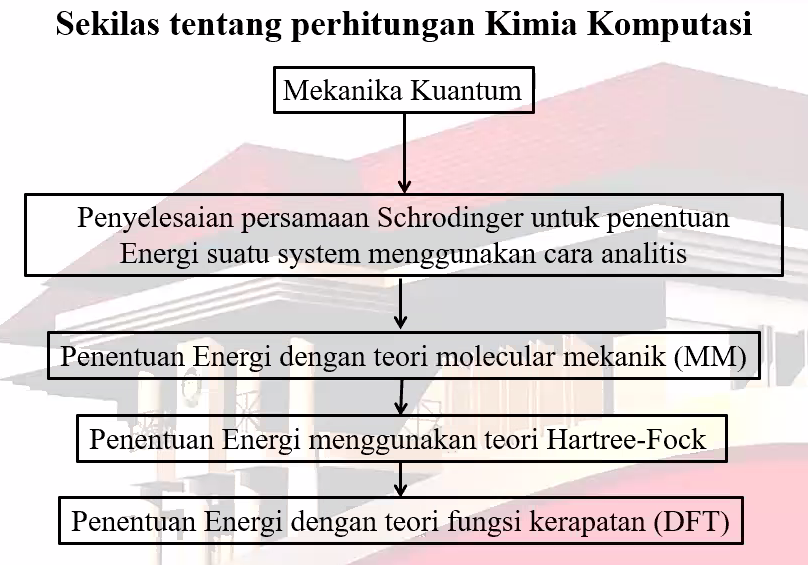 Sekilas tentang perhitungan Kimia Komputasi
Mekanika Kuantum
Penyelesaian persamaan Schrodinger untuk penentuan
Energi suatu system menggunakan cara analitis
Penentuan Energi dengan teori molecular mekanik (MM)
Penentuan Energi menggunakan teori Hartree-Fock
Penentuan Energi dengan teori fungsi kerapatan (DFT)